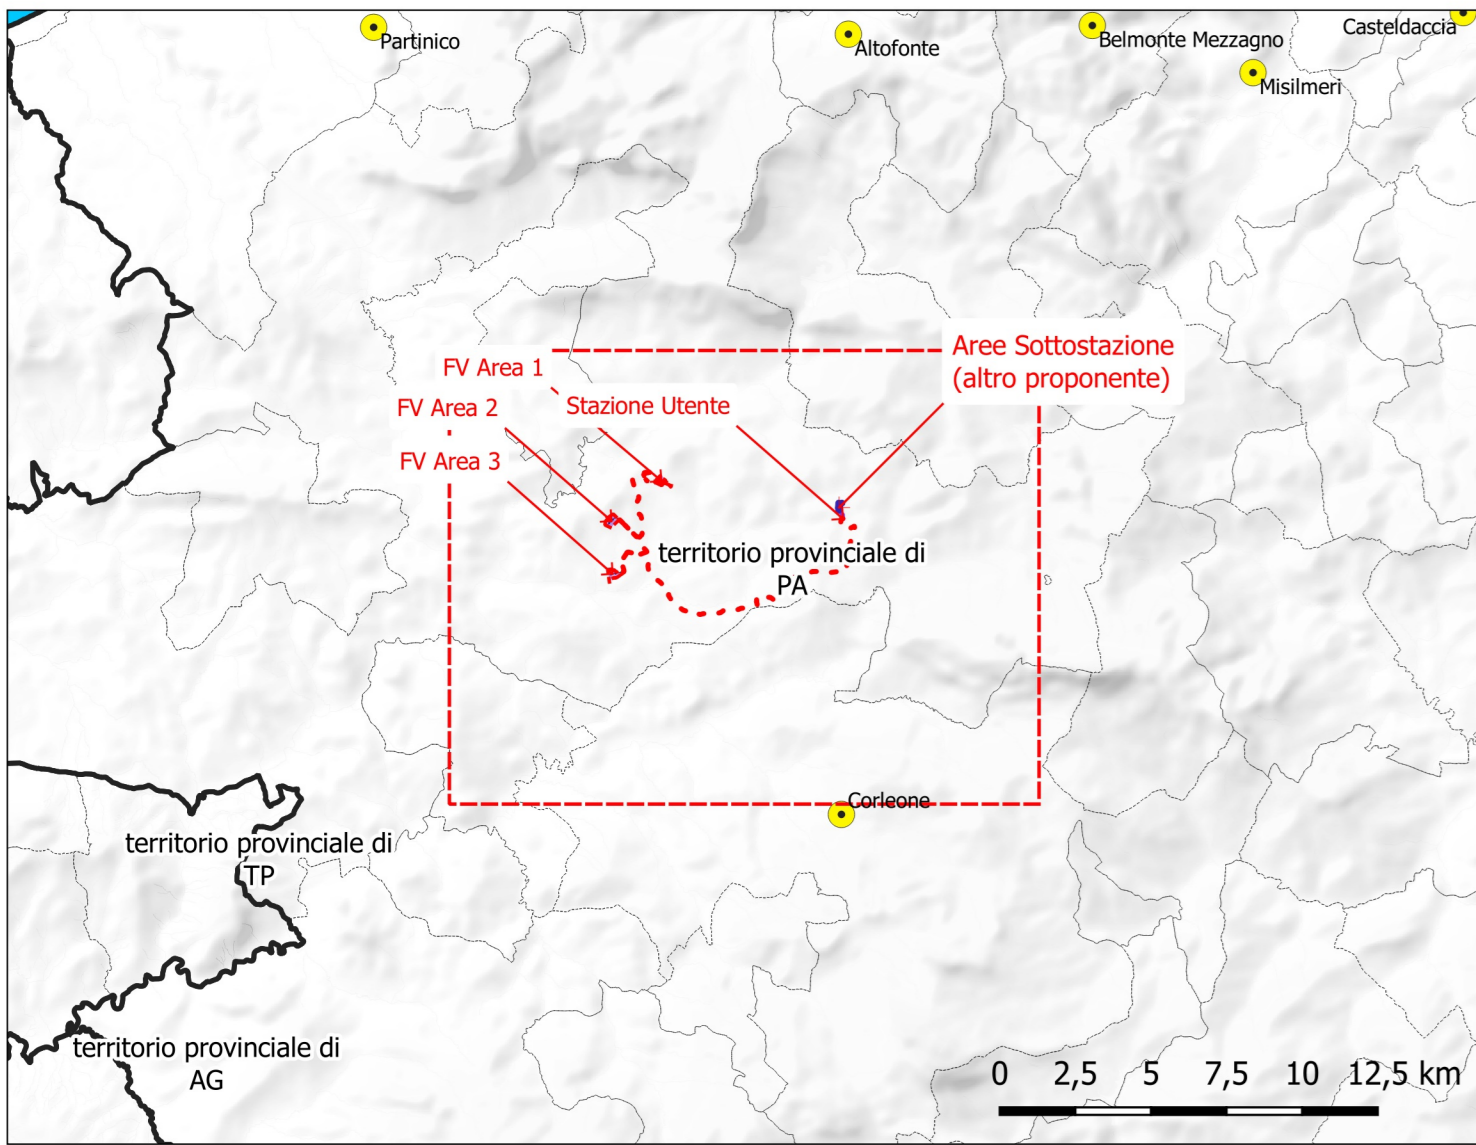 Partinico
Altofonte
Belmonte Mezzagno
Casteldaccia
Misilmeri
Aree Sottostazione
(altro proponente)
FV Area 1
Stazione Utente
FV Area 2
FV Area 3
territorio provinciale di
PA
Corleone
territorio provinciale di
TP
territorio provinciale di
AG
0 2,5 5 7,5 10 12,5 km